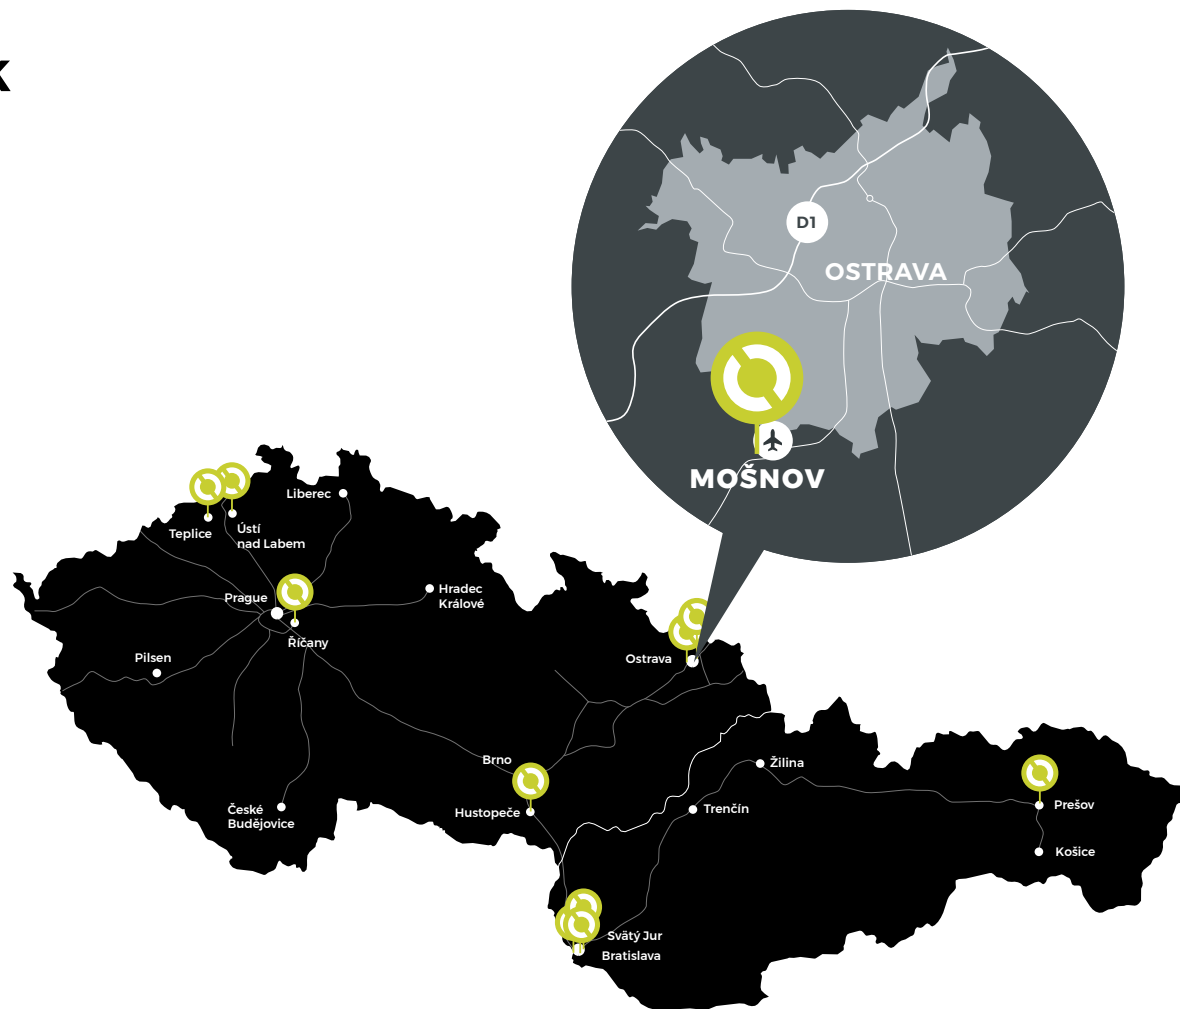 K
D1
OSTRAVA
MOŠNOV
Liberec
Teplice
Ústí
nad Labem
Prague
Hradec
Králové
Říčany
Pilsen
Ostrava
Brno
Žilina
České
Budějovice
Hustopeče
Trenčín
Prešov
Košice
Svätý Jur
Bratislava